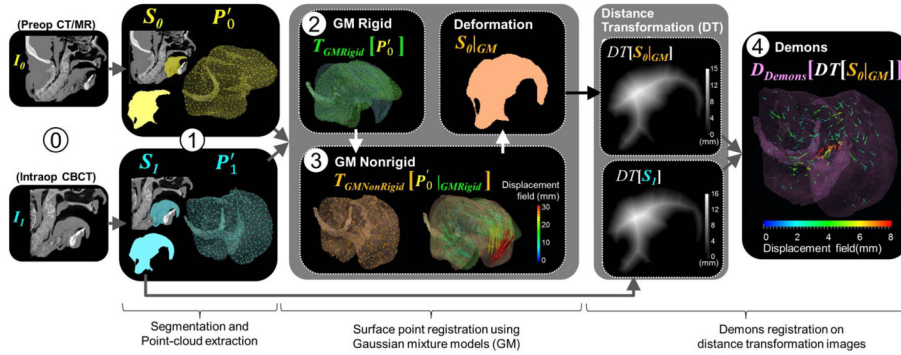 (Preop CT/MR)
I₀
0
(Intraop CBCT)
I₁
S₀ P′₀
1
S₁ P′₁
2 GM Rigid
T_GMRigid [P′₀]
Deformation
S₀|GM
3 GM Nonrigid
T_GMNonRigid [P′₀|GMRigid]
Displacement
field (mm)
30
20
10
0
Distance
Transformation (DT)
DT[S₀|GM]
15
12
8
4
0
(mm)
DT[S₁]
16
12
8
4
0
(mm)
4 Demons
D_Demons[DT[S₀|GM]]
0 2 4 6 8
Displacement field(mm)
Segmentation and
Point-cloud extraction
Surface point registration using
Gaussian mixture models (GM)
Demons registration on
distance transformation images